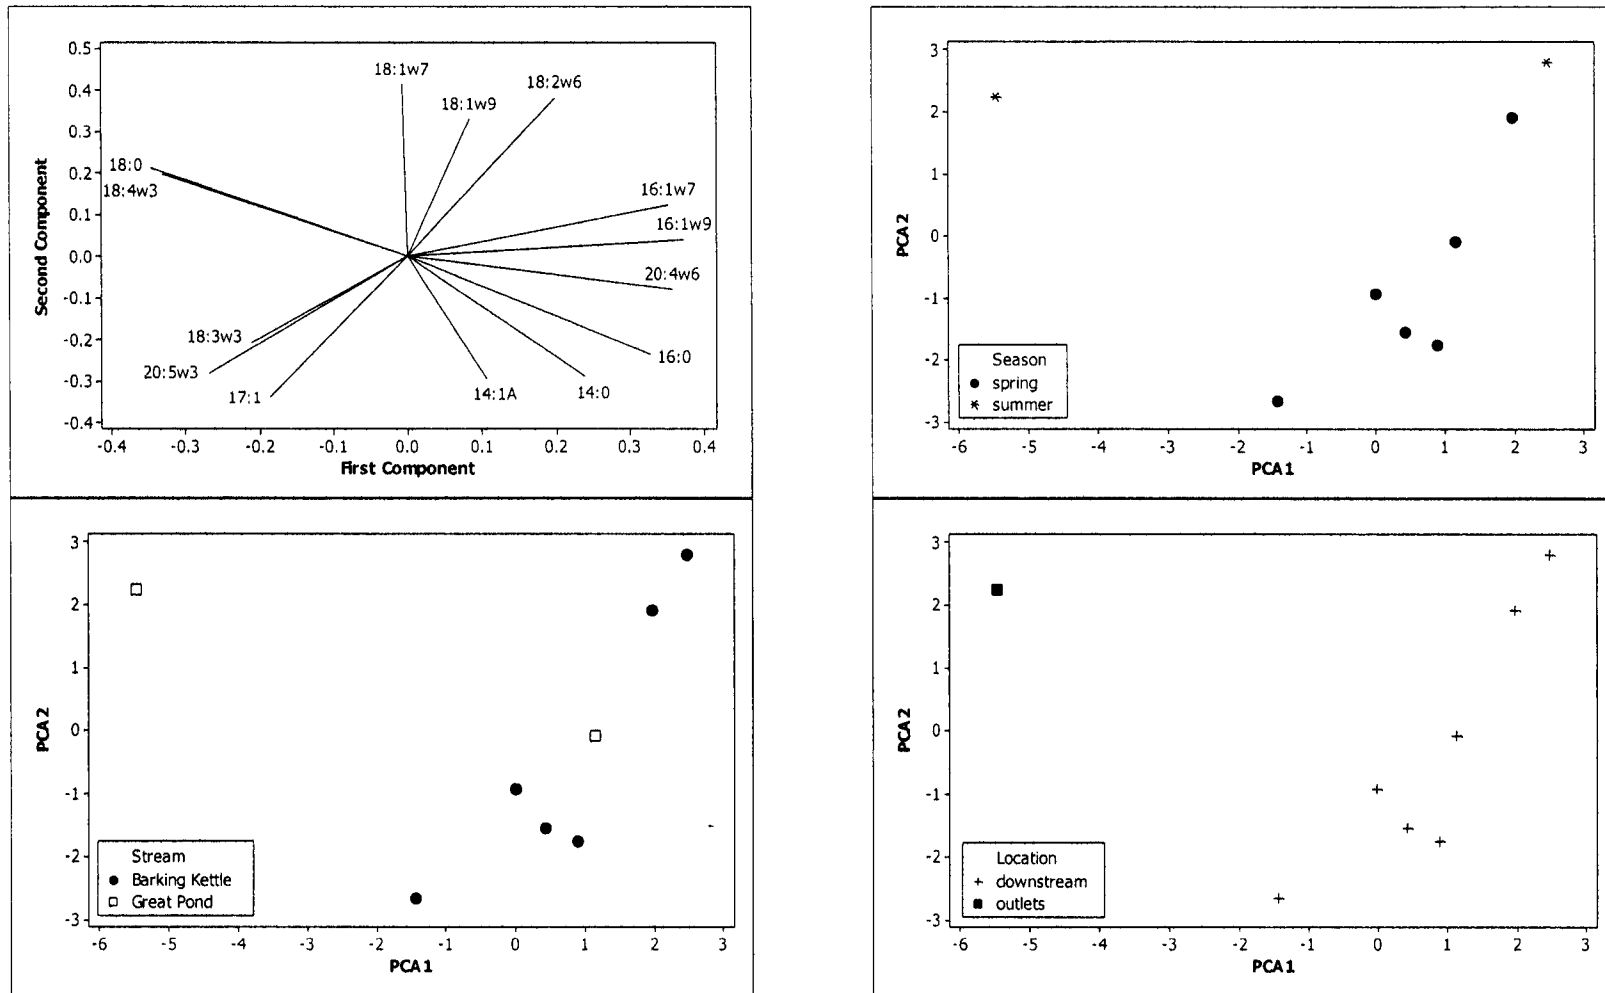 0.5
0.4
0.3
0.2
0.1
0.0
-0.1
-0.2
-0.3
-0.4
Second Component
18:1w7
18:2w6
18:1w9
18:0
18:4w3
16:1w7
16:1w9
20:4w6
18:3w3
16:0
20:5w3
17:1
14:1A
14:0
-0.4 -0.3 -0.2 -0.1 0.0 0.1 0.2 0.3 0.4
First Component
3
2
1
0
-1
-2
-3
PCA 2
Season
spring
summer
-6 -5 -4 -3 -2 -1 0 1 2 3
PCA1
3
2
1
0
-1
-2
-3
PCA 2
Stream
Barking Kettle
Great Pond
-6 -5 -4 -3 -2 -1 0 1 2 3
PCA1
3
2
1
0
-1
-2
-3
PCA 2
Location
downstream
outlets
-6 -5 -4 -3 -2 -1 0 1 2 3
PCA1